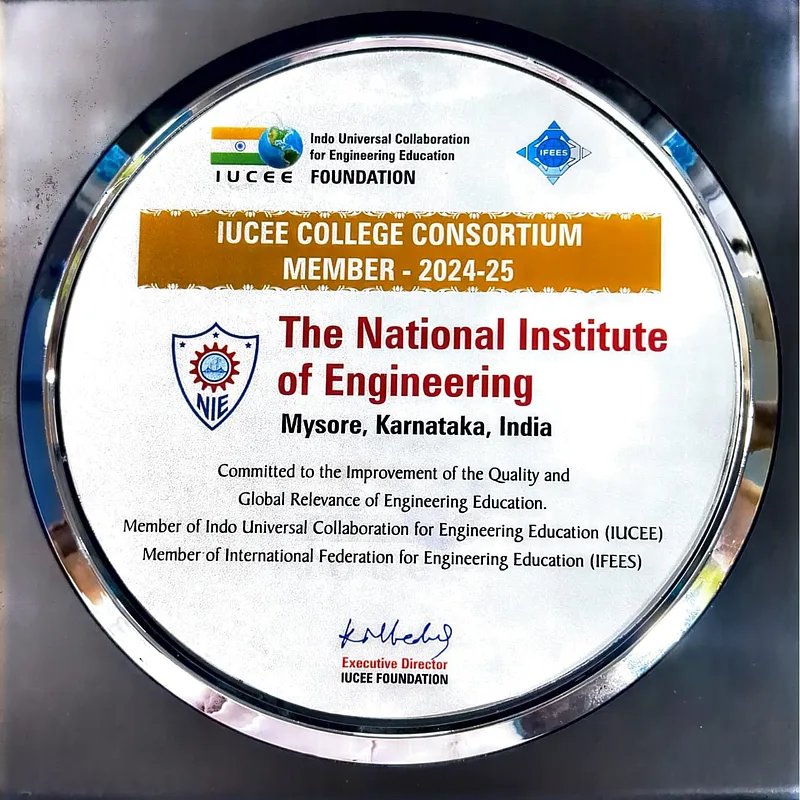 IUCEE
Indo Universal Collaboration
for Engineering Education
FOUNDATION
IFEES
IUCEE COLLEGE CONSORTIUM
MEMBER - 2024-25
NIE
The National Institute
of Engineering
Mysore, Karnataka, India
Committed to the Improvement of the Quality and
Global Relevance of Engineering Education.
Member of Indo Universal Collaboration for Engineering Education (IUCEE)
Member of International Federation for Engineering Education (IFEES)
Executive Director
IUCEE FOUNDATION